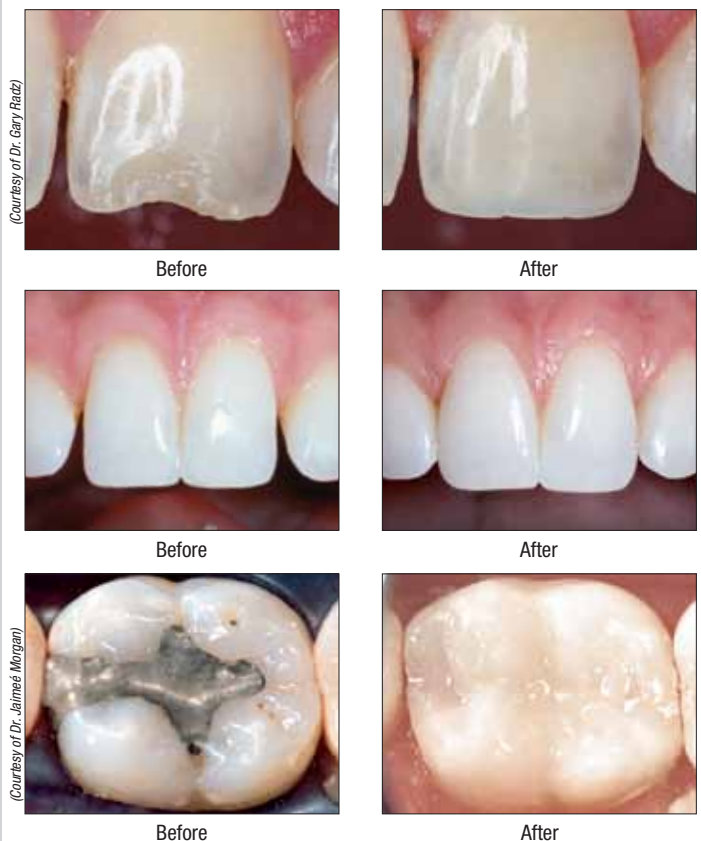 (Courtesy of Dr. Gary Radz)
Before
After
Before
After
(Courtesy of Dr. Jaimeé Morgan)
Before
After